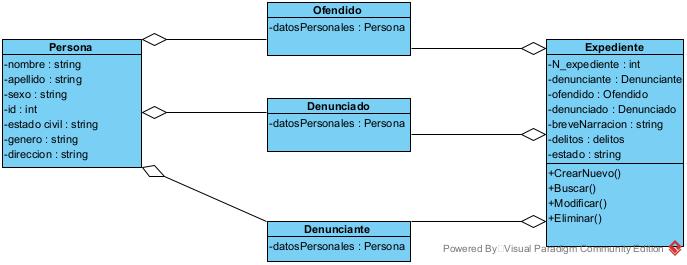 Ofendido
-datosPersonales : Persona
Persona
-nombre : string
-apellido : string
-sexo : string
-id : int
-estado civil : string
-genero : string
-direccion : string
Denunciado
-datosPersonales : Persona
Denunciante
-datosPersonales : Persona
Expediente
-N_expediente : int
-denunciante : Denunciante
-ofendido : Ofendido
-denunciado : Denunciado
-breveNarracion : string
-delitos : delitos
-estado : string
+CrearNuevo()
+Buscar()
+Modificar()
+Eliminar()
Powered By Visual Paradigm Community Edition